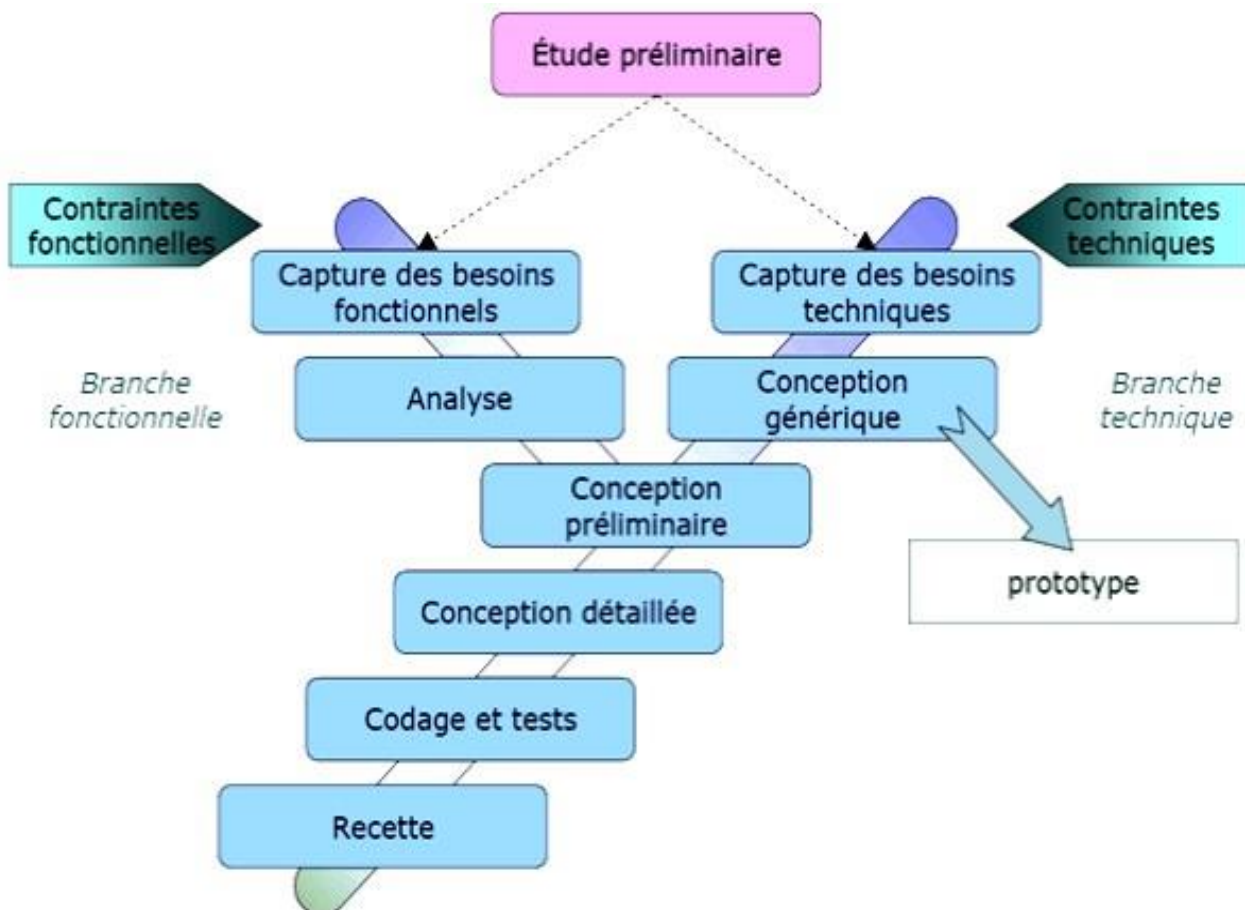 Étude préliminaire
Contraintes
fonctionnelles
Contraintes
techniques
Capture des besoins
fonctionnels
Capture des besoins
techniques
Branche
fonctionnelle
Analyse
Conception
générique
Branche
technique
Conception
préliminaire
prototype
Conception détaillée
Codage et tests
Recette